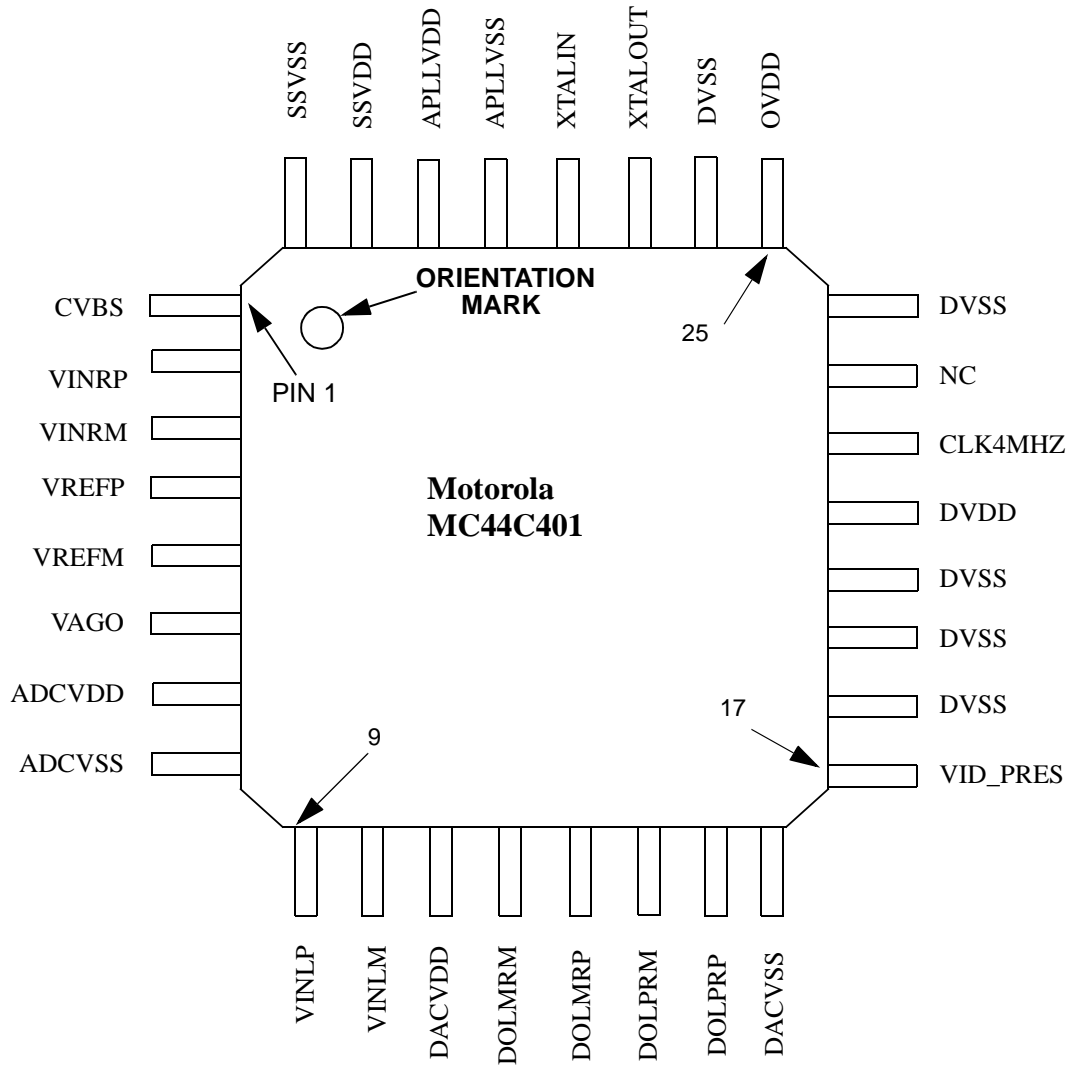 SSVSS
SSVDD
APLLVDD
APLLVSS
XTALIN
XTALOUT
DVSS
OVDD
ORIENTATION
MARK
PIN 1
25
CVBS
VINRP
VINRM
VREFP
VREFM
VAGO
ADCVDD
ADCVSS
Motorola
MC44C401
DVSS
NC
CLK4MHZ
DVDD
DVSS
DVSS
DVSS
VID_PRES
9
17
VINLP
VINLM
DACVDD
DOLMRM
DOLMRP
DOLPRM
DOLPRP
DACVSS